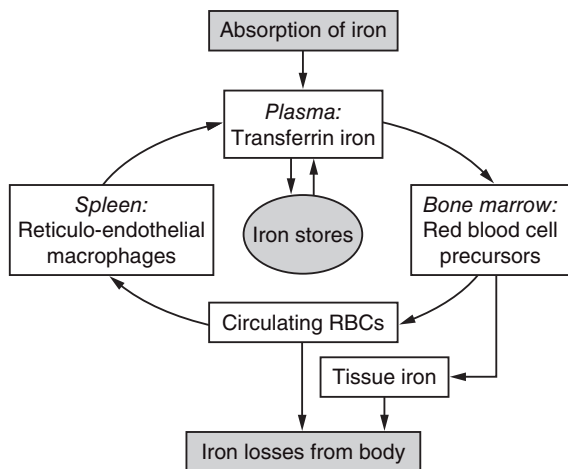 Absorption of iron
Plasma:
Transferrin iron
Spleen:
Reticulo-endothelial
macrophages
Iron stores
Bone marrow:
Red blood cell
precursors
Circulating RBCs
Tissue iron
Iron losses from body